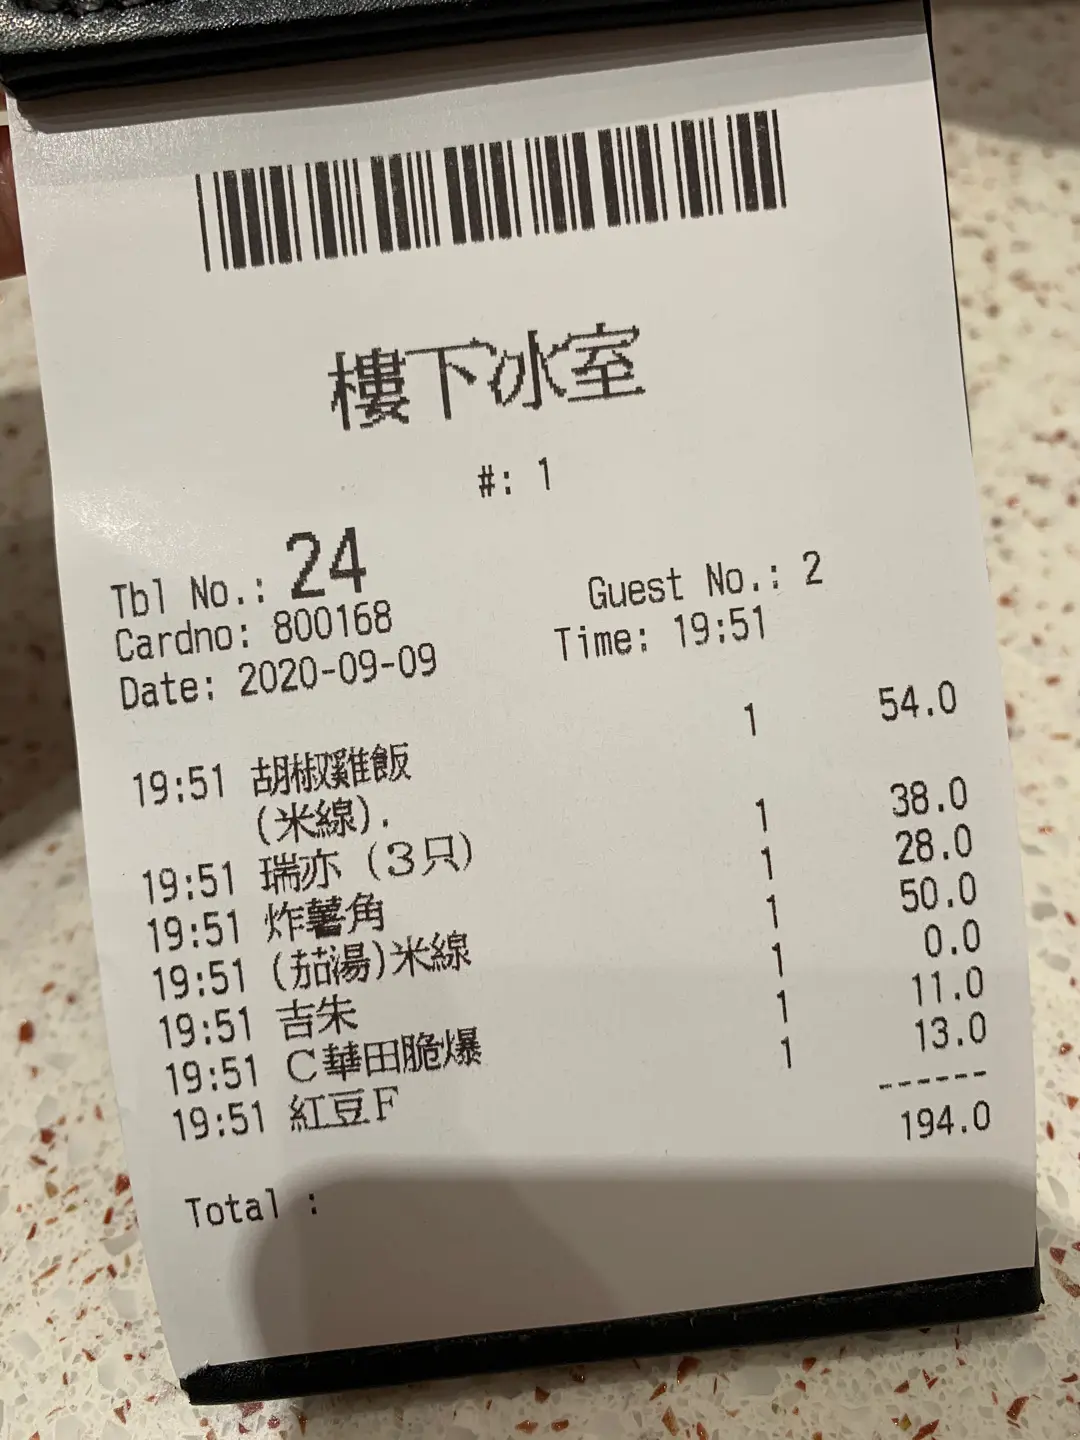 樓下冰室
#: 1
Tbl No.: 24 Guest No.: 2
Cardno: 800168 Time: 19:51
Date: 2020-09-09
19:51 胡椒雞飯 1 54.0
(米線).
19:51 瑞亦 (3只) 1 38.0
19:51 炸薯角 1 28.0
19:51 (茄湯)米線 1 50.0
19:51 吉朱 1 0.0
19:51 C華田脆爆 1 11.0
19:51 紅豆F 1 13.0
------
Total : 194.0